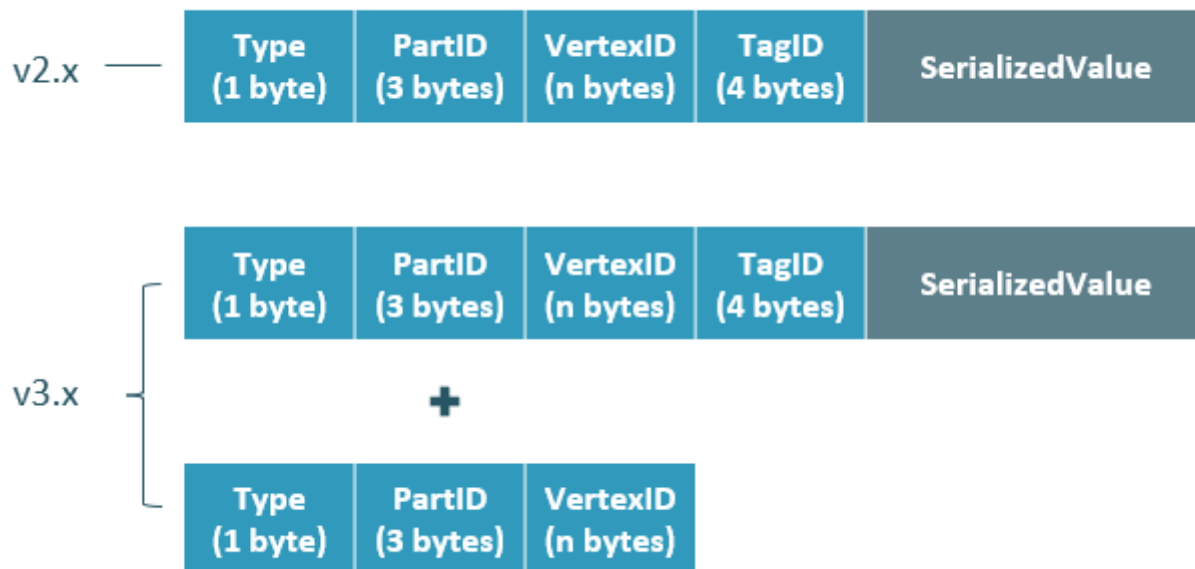 v2.x
Type
(1 byte)
PartID
(3 bytes)
VertexID
(n bytes)
TagID
(4 bytes)
SerializedValue
v3.x
Type
(1 byte)
PartID
(3 bytes)
VertexID
(n bytes)
TagID
(4 bytes)
SerializedValue
+
Type
(1 byte)
PartID
(3 bytes)
VertexID
(n bytes)